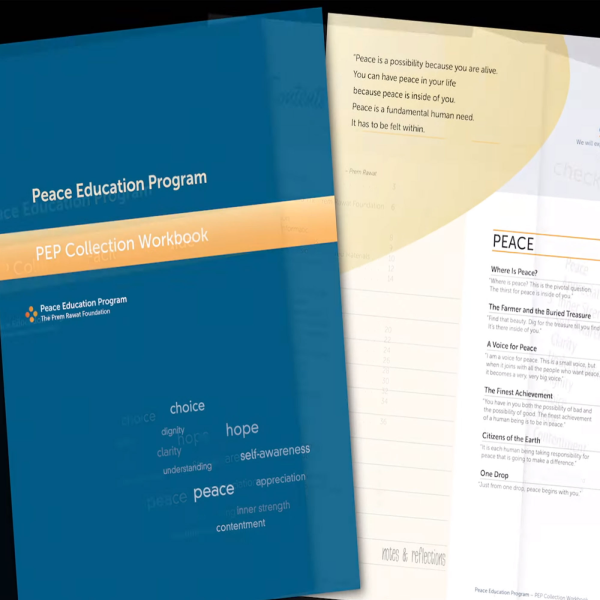 Peace Education Program
PEP Collection Workbook
Peace Education Program
The Prem Rawat Foundation
choice
dignity
hope
clarity
self-awareness
understanding
appreciation
peace
inner strength
contentment
"Peace is a possibility because you are alive.
You can have peace in your life
because peace is inside of you.
Peace is a fundamental human need.
It has to be felt within.
- Prem Rawat
notes & reflections
We will
check
PEACE
Where Is Peace?
"Where is peace? This is the pivotal question.
The thirst for peace is inside of you."
The Farmer and the Buried Treasure
"Find that beauty. Dig for the treasure till you find
It's there inside of you."
A Voice for Peace
"I am a voice for peace. This is a small voice, but
when it joins with all the people who want peace,
it becomes a very, very big voice."
The Finest Achievement
"You have in you both the possibility of bad and
the possibility of good. The finest achievement
of a human being is to be in peace."
Citizens of the Earth
"It is each human being taking responsibility for
peace that is going to make a difference."
One Drop
"Just from one drop, peace begins with you."
Peace Education Program – PEP Collection Workbook